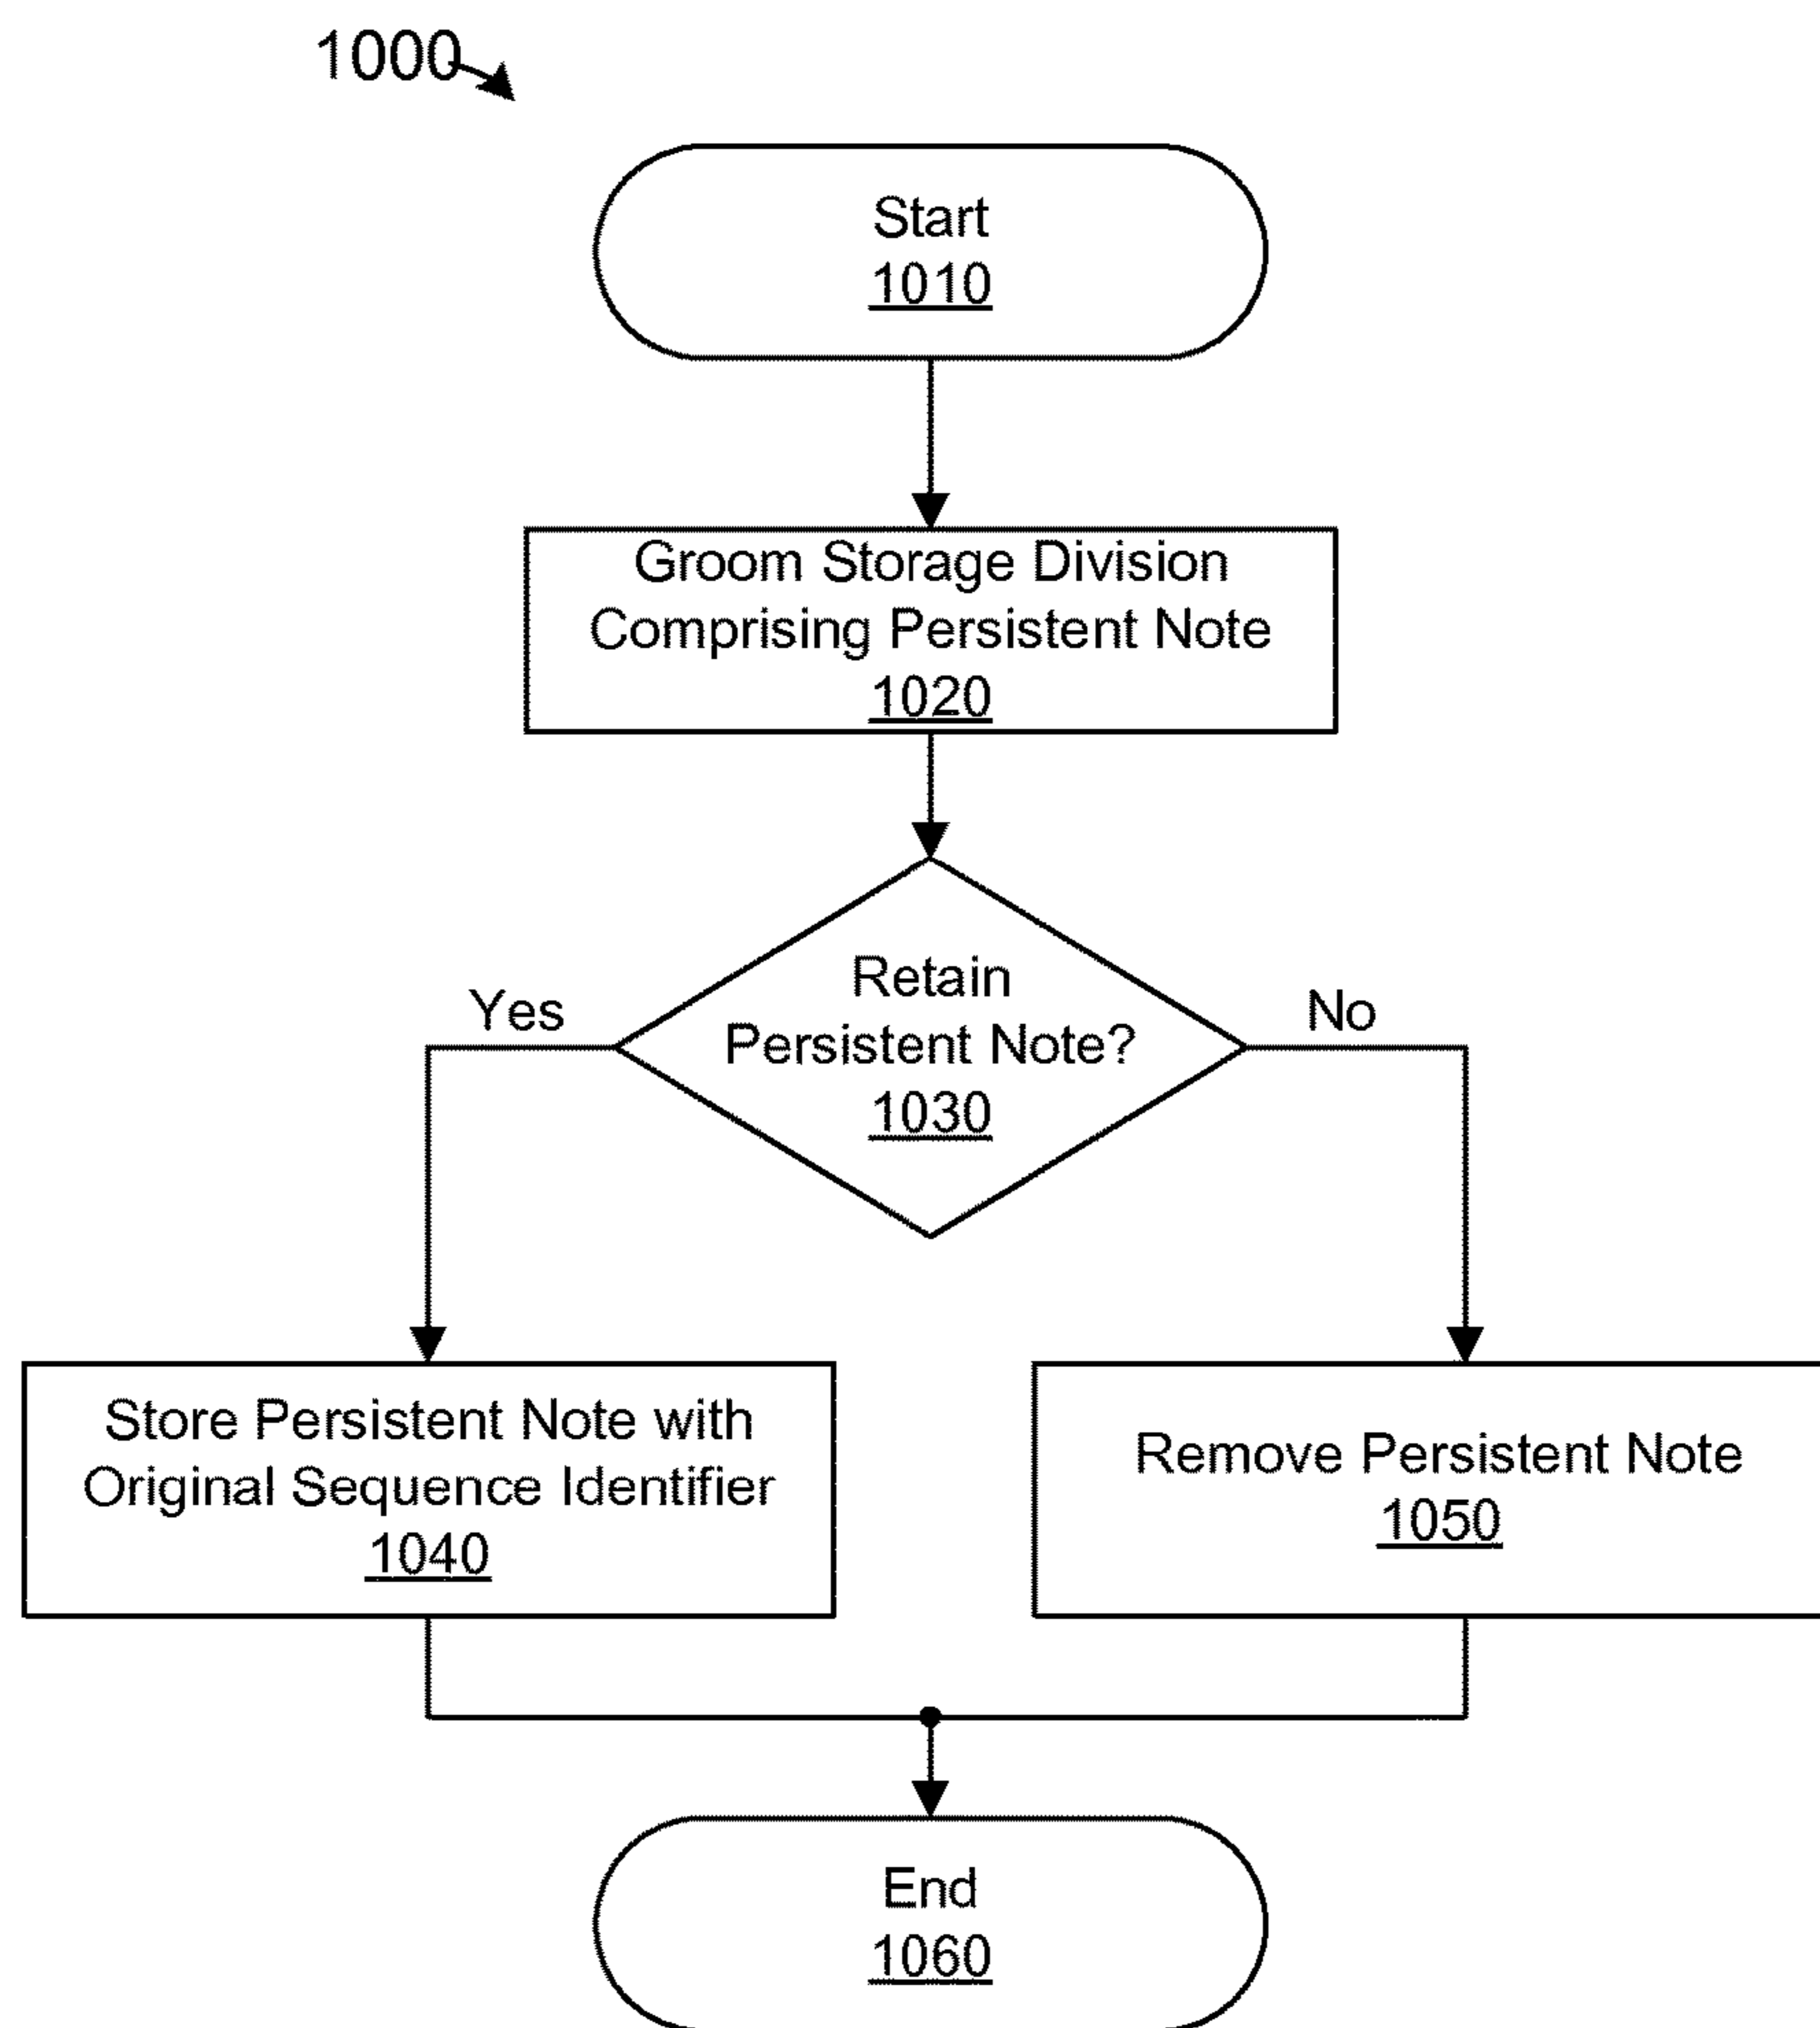 1000
Start
1010
Groom Storage Division
Comprising Persistent Note
1020
Retain
Persistent Note?
1030
Yes
No
Store Persistent Note with
Original Sequence Identifier
1040
Remove Persistent Note
1050
End
1060